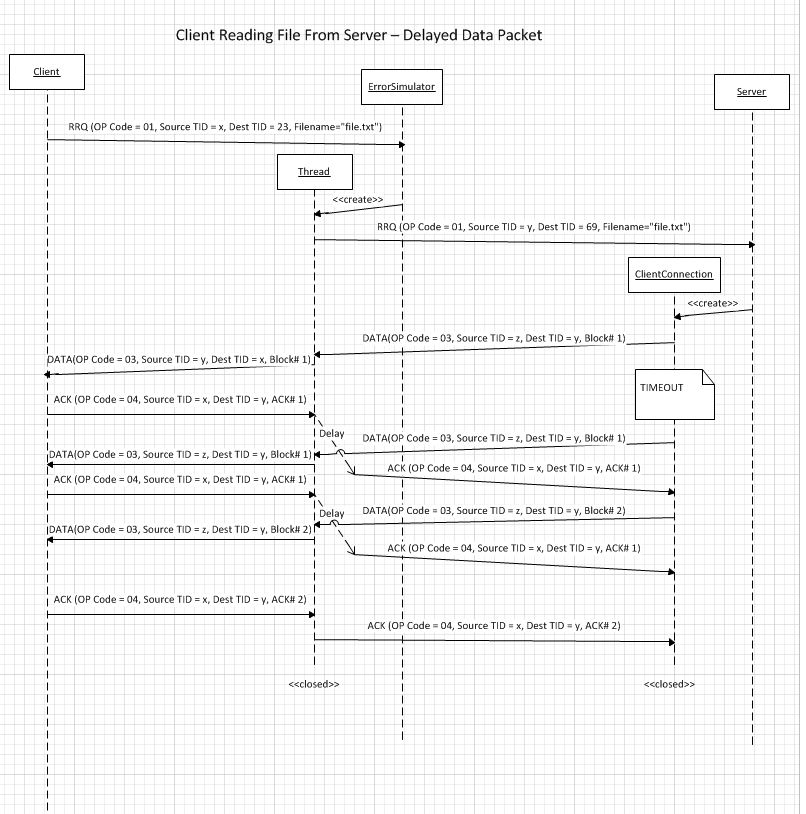 Client Reading File From Server – Delayed Data Packet
Client
ErrorSimulator
Server
RRQ (OP Code = 01, Source TID = x, Dest TID = 23, Filename="file.txt")
Thread
<<create>>
RRQ (OP Code = 01, Source TID = y, Dest TID = 69, Filename="file.txt")
ClientConnection
<<create>>
DATA(OP Code = 03, Source TID = z, Dest TID = y, Block# 1)
DATA(OP Code = 03, Source TID = y, Dest TID = x, Block# 1)
TIMEOUT
ACK (OP Code = 04, Source TID = x, Dest TID = y, ACK# 1)
Delay
DATA(OP Code = 03, Source TID = z, Dest TID = y, Block# 1)
DATA(OP Code = 03, Source TID = z, Dest TID = y, Block# 1)
ACK (OP Code = 04, Source TID = x, Dest TID = y, ACK# 1)
ACK (OP Code = 04, Source TID = x, Dest TID = y, ACK# 1)
Delay
DATA(OP Code = 03, Source TID = z, Dest TID = y, Block# 2)
DATA(OP Code = 03, Source TID = z, Dest TID = y, Block# 2)
ACK (OP Code = 04, Source TID = x, Dest TID = y, ACK# 1)
ACK (OP Code = 04, Source TID = x, Dest TID = y, ACK# 2)
ACK (OP Code = 04, Source TID = x, Dest TID = y, ACK# 2)
<<closed>>
<<closed>>